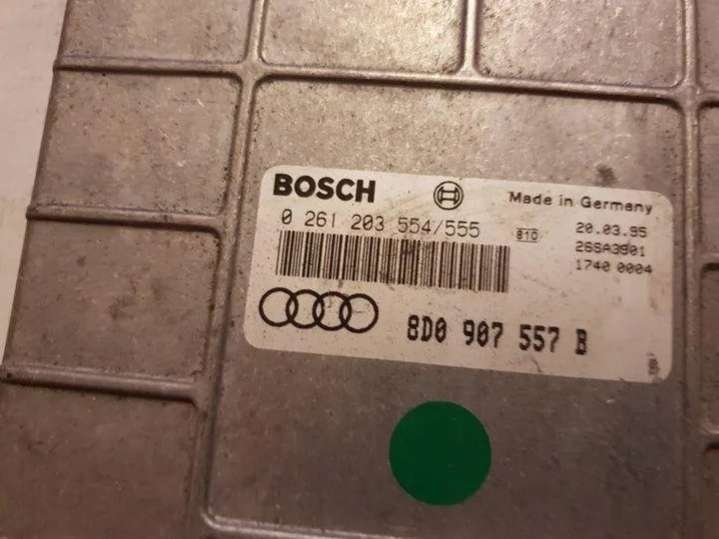 BOSCH
Made in Germany
0 261 203 554/555
810
20.03.95
26SA3901
1740 0004
8D0 907 557 B